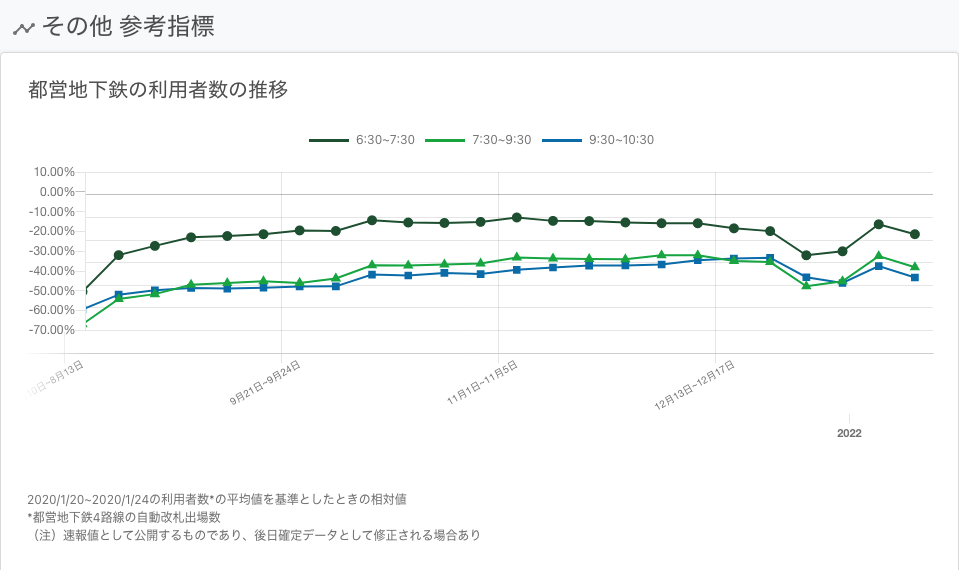 その他 参考指標
都営地下鉄の利用者数の推移
6:30~7:30 7:30~9:30 9:30~10:30
10.00%
0.00%
-10.00%
-20.00%
-30.00%
-40.00%
-50.00%
-60.00%
-70.00%
10日~8月13日
9月21日~9月24日
11月1日~11月5日
12月13日~12月17日
2022
2020/1/20~2020/1/24の利用者数*の平均値を基準としたときの相対値
*都営地下鉄4路線の自動改札出場数
（注）速報値として公開するものであり、後日確定データとして修正される場合あり